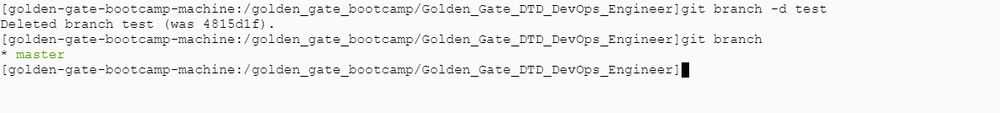 [golden-gate-bootcamp-machine:/golden_gate_bootcamp/Golden_Gate_DTD_DevOps_Engineer]git branch -d test
Deleted branch test (was 4815d1f).
[golden-gate-bootcamp-machine:/golden_gate_bootcamp/Golden_Gate_DTD_DevOps_Engineer]git branch
* master
[golden-gate-bootcamp-machine:/golden_gate_bootcamp/Golden_Gate_DTD_DevOps_Engineer]